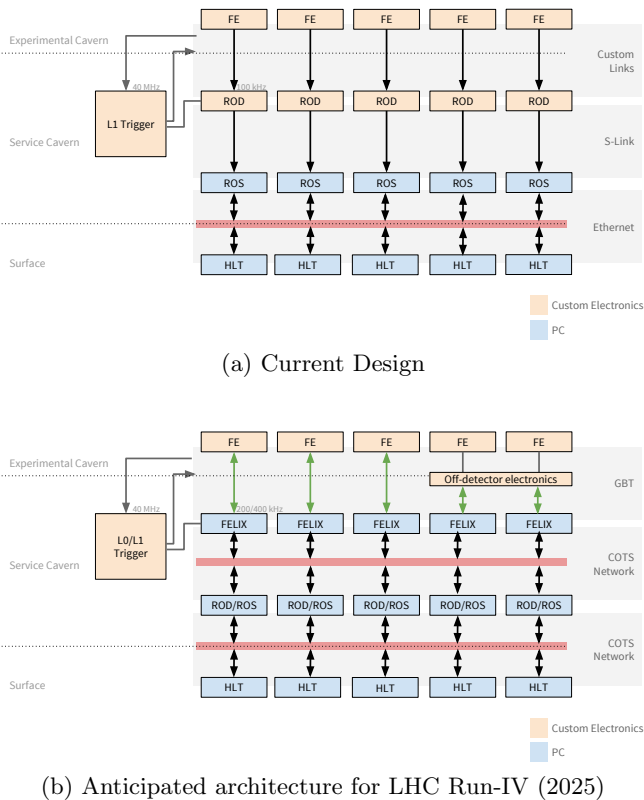 FE FE FE FE FE
Experimental Cavern
Custom
Links
40 MHz
100 kHz
L1 Trigger
ROD ROD ROD ROD ROD
Service Cavern
S-Link
ROS ROS ROS ROS ROS
Ethernet
Surface
HLT HLT HLT HLT HLT
Custom Electronics
PC
(a) Current Design
FE FE FE FE FE
Experimental Cavern
Off-detector electronics
GBT
40 MHz
200/400 kHz
FELIX FELIX FELIX FELIX FELIX
L0/L1
Trigger
Service Cavern
COTS
Network
ROD/ROS ROD/ROS ROD/ROS ROD/ROS ROD/ROS
COTS
Network
Surface
HLT HLT HLT HLT HLT
Custom Electronics
PC
(b) Anticipated architecture for LHC Run-IV (2025)